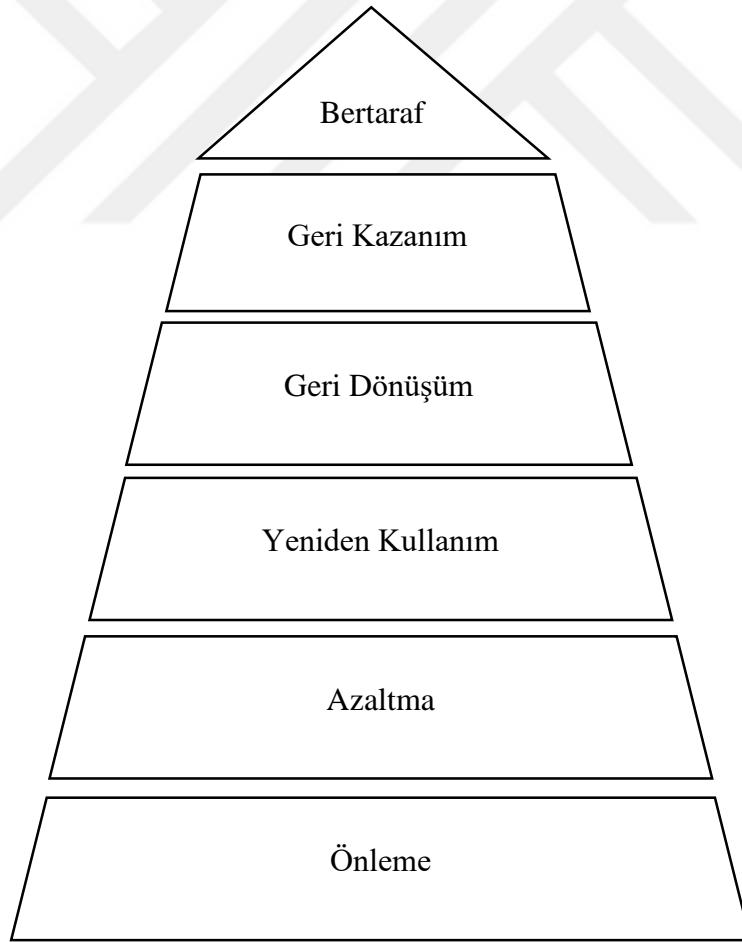 Bertaraf
Geri Kazanım
Geri Dönüşüm
Yeniden Kullanım
Azaltma
Önleme